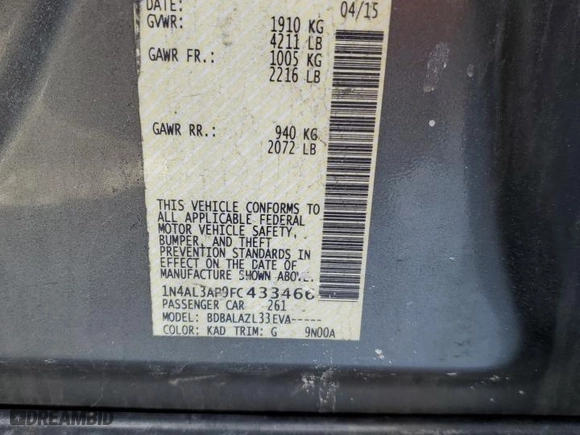 DATE: 04/15
GVWR: 1910 KG
4211 LB
GAWR FR.: 1005 KG
2216 LB
GAWR RR.: 940 KG
2072 LB
THIS VEHICLE CONFORMS TO
ALL APPLICABLE FEDERAL
MOTOR VEHICLE SAFETY,
BUMPER, AND THEFT
PREVENTION STANDARDS IN
EFFECT ON THE DATE OF
MANUFACTURE SHOWN ABOVE
1N4AL3AP9FC433466
PASSENGER CAR 261
MODEL: BDBALAZL33EVA-----
COLOR: KAD TRIM: G 9N00A
DREAMBID